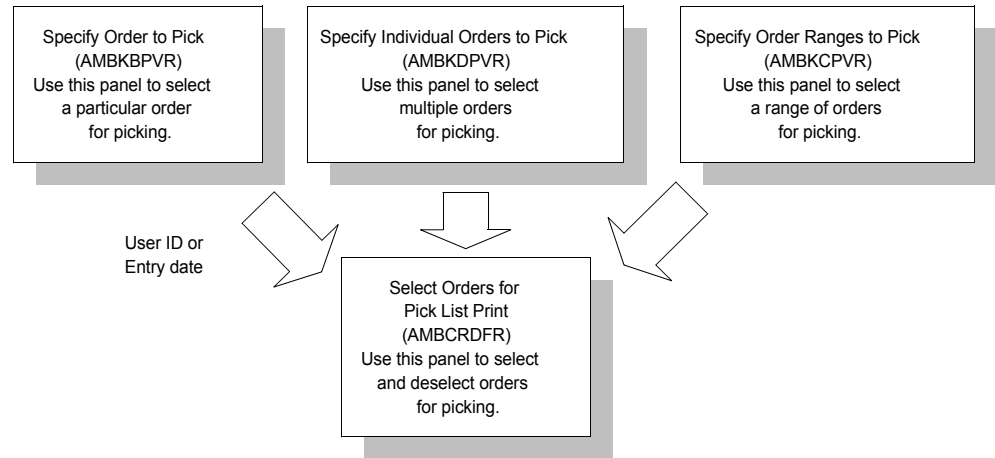 Specify Order to Pick
(AMBKBPVR)
Use this panel to select
a particular order
for picking.
Specify Individual Orders to Pick
(AMBKDPVR)
Use this panel to select
multiple orders
for picking.
Specify Order Ranges to Pick
(AMBKCPVR)
Use this panel to select
a range of orders
for picking.
User ID or
Entry date
Select Orders for
Pick List Print
(AMBCRDFR)
Use this panel to select
and deselect orders
for picking.